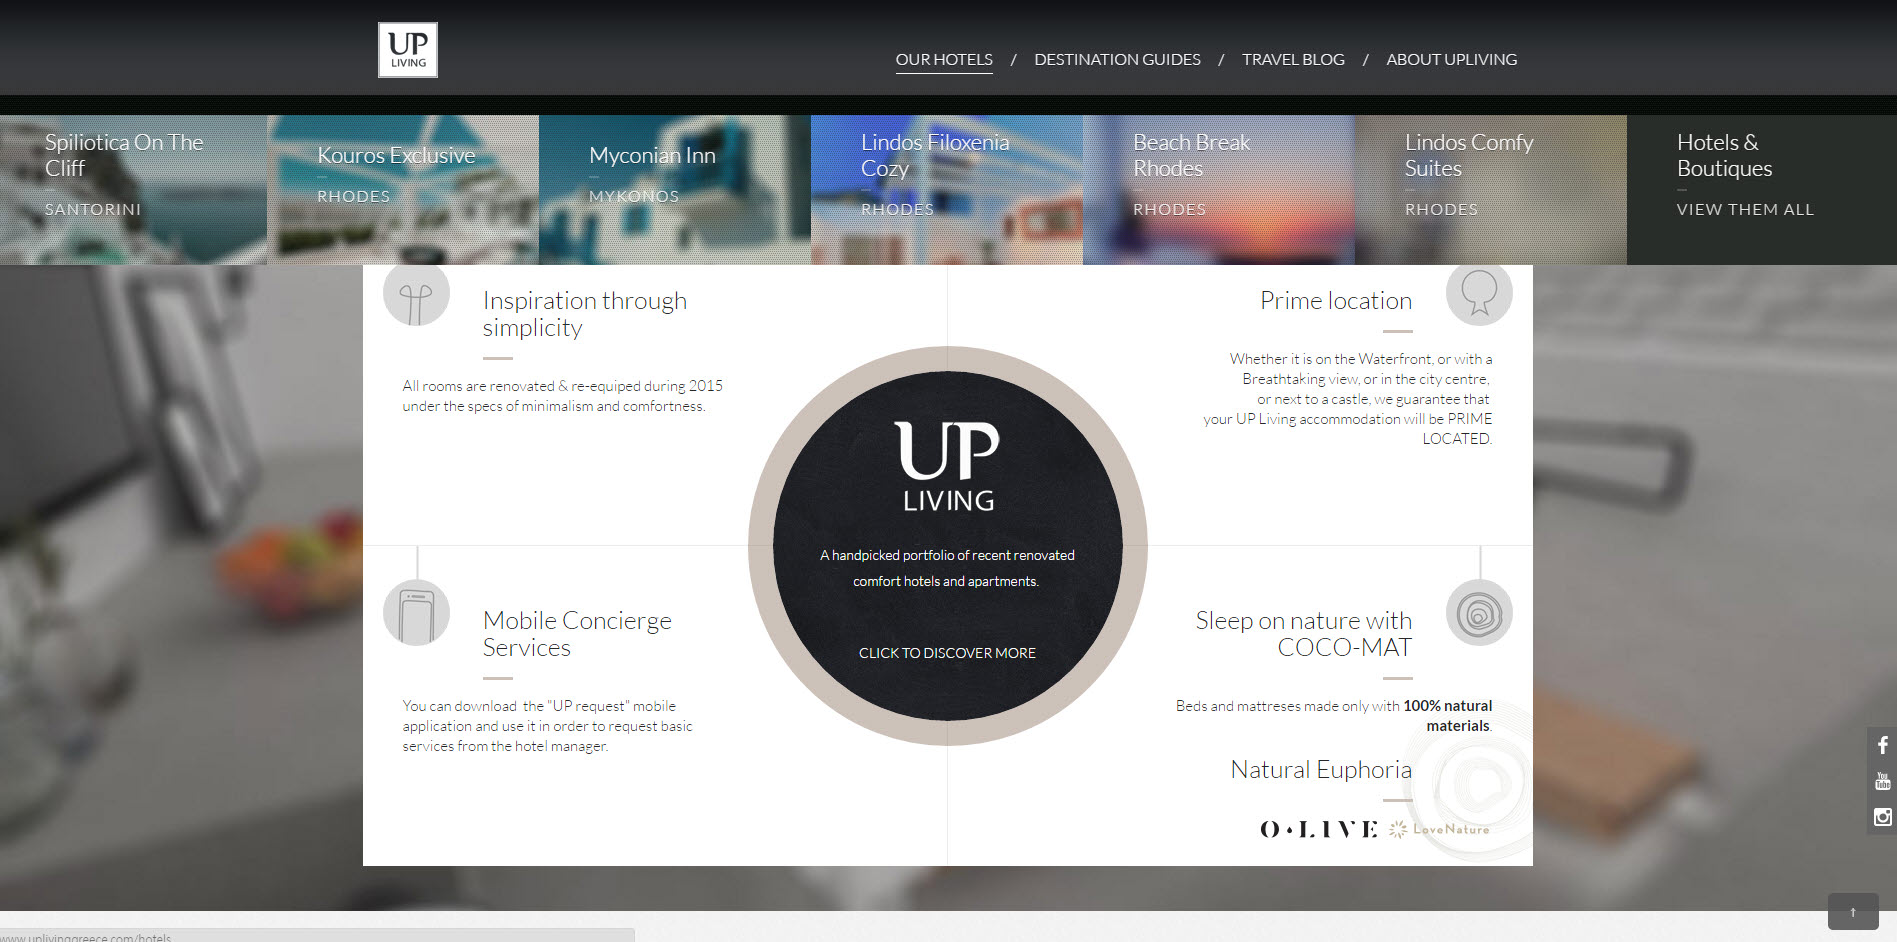 UP
LIVING
OUR HOTELS / DESTINATION GUIDES / TRAVEL BLOG / ABOUT UPLIVING
Spiliotica On The
Cliff
SANTORINI
Kouros Exclusive
RHODES
Myconian Inn
MYKONOS
Lindos Filoxenia
Cozy
RHODES
Beach Break
Rhodes
RHODES
Lindos Comfy
Suites
RHODES
Hotels &
Boutiques
VIEW THEM ALL
Inspiration through
simplicity
All rooms are renovated & re-equiped during 2015
under the specs of minimalism and comfortness.
Prime location
Whether it is on the Waterfront, or with a
Breathtaking view, or in the city centre,
or next to a castle, we guarantee that
your UP Living accommodation will be PRIME
LOCATED.
UP
LIVING
A handpicked portfolio of recent renovated
comfort hotels and apartments.
CLICK TO DISCOVER MORE
Mobile Concierge
Services
You can download the "UP request" mobile
application and use it in order to request basic
services from the hotel manager.
Sleep on nature with
COCO-MAT
Beds and mattreses made only with 100% natural
materials.
Natural Euphoria
O•LIVE LoveNature
You
Tube
↑
www.uplivinggreece.com/hotels